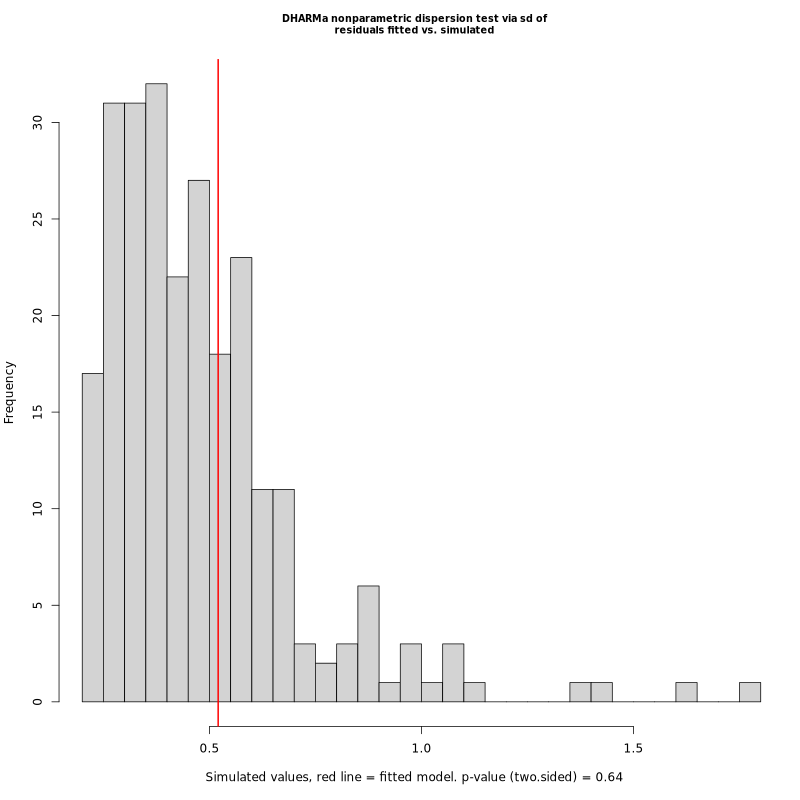 DHARMa nonparametric dispersion test via sd of
residuals fitted vs. simulated
Frequency
30
25
20
15
10
5
0
0.5 1.0 1.5
Simulated values, red line = fitted model. p-value (two.sided) = 0.64